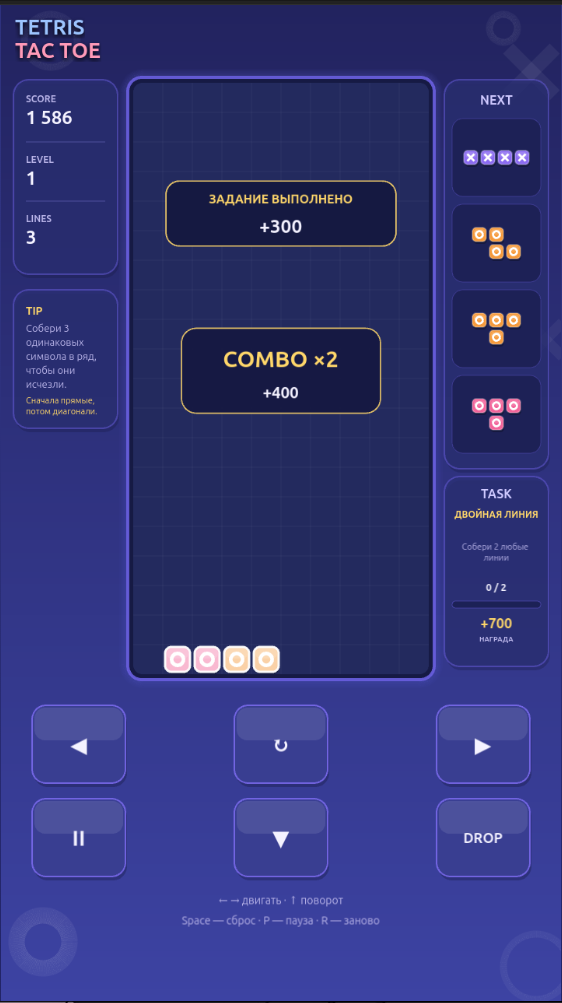 TETRIS
TAC TOE
SCORE
1 586
LEVEL
1
LINES
3
TIP
Собери 3
одинаковых
символа в ряд,
чтобы они
исчезли.
Сначала прямые,
потом диагонали.
ЗАДАНИЕ ВЫПОЛНЕНО
+300
COMBO ×2
+400
NEXT
TASK
ДВОЙНАЯ ЛИНИЯ
Собери 2 любые
линии
0 / 2
+700
НАГРАДА
DROP
← → двигать · ↑ поворот
Space — сброс · P — пауза · R — заново